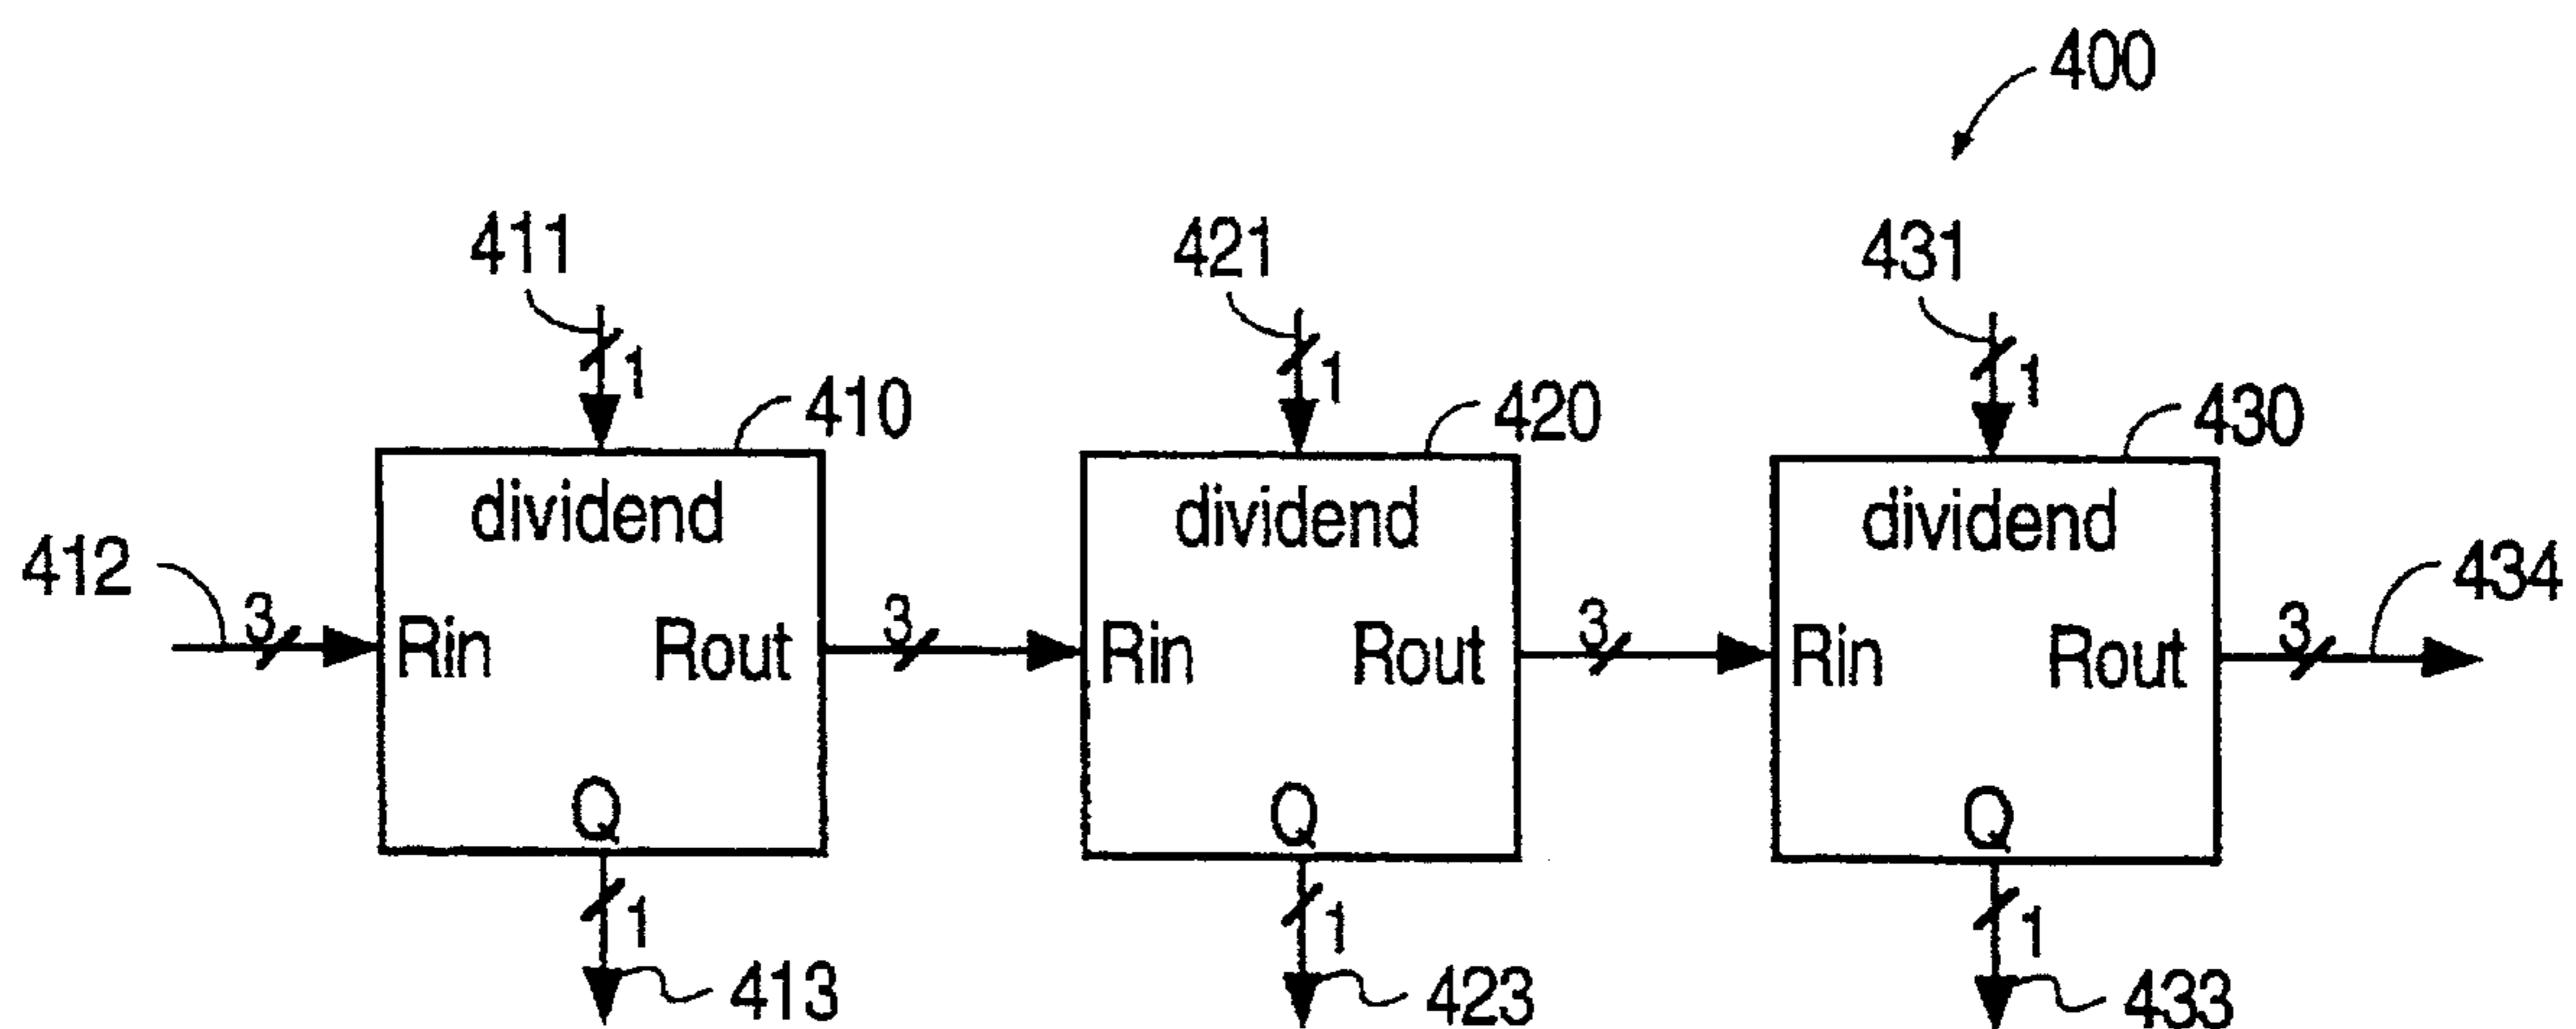 400
411 421 431
1 1 1
410 420 430
dividend dividend dividend
412 3 3 3 3 434
Rin Rout Rin Rout Rin Rout
Q Q Q
1 1 1
413 423 433